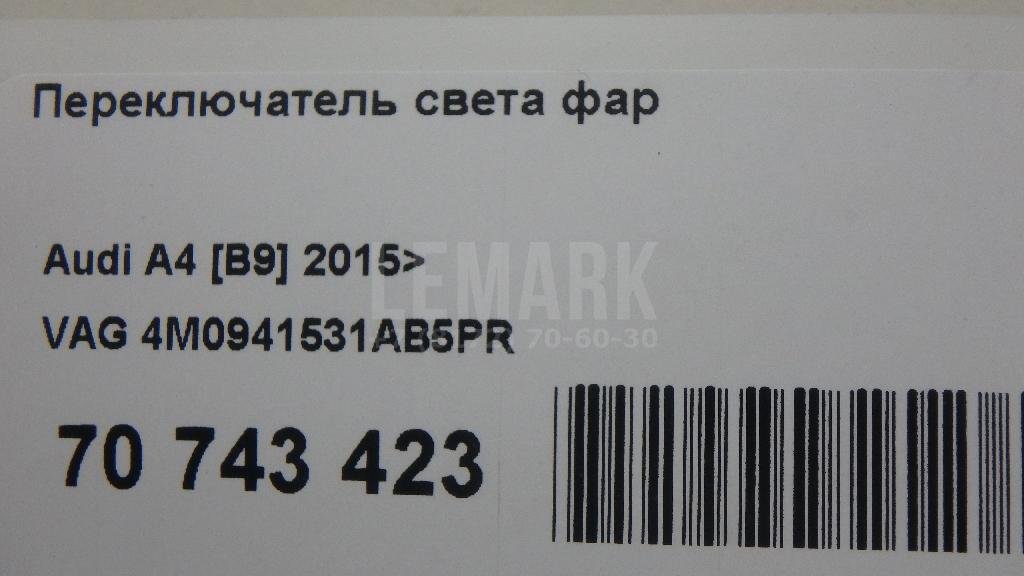 Переключатель света фар
Audi A4 [B9] 2015>
LEMARK
VAG 4M0941531AB5PR
70-60-30
70 743 423